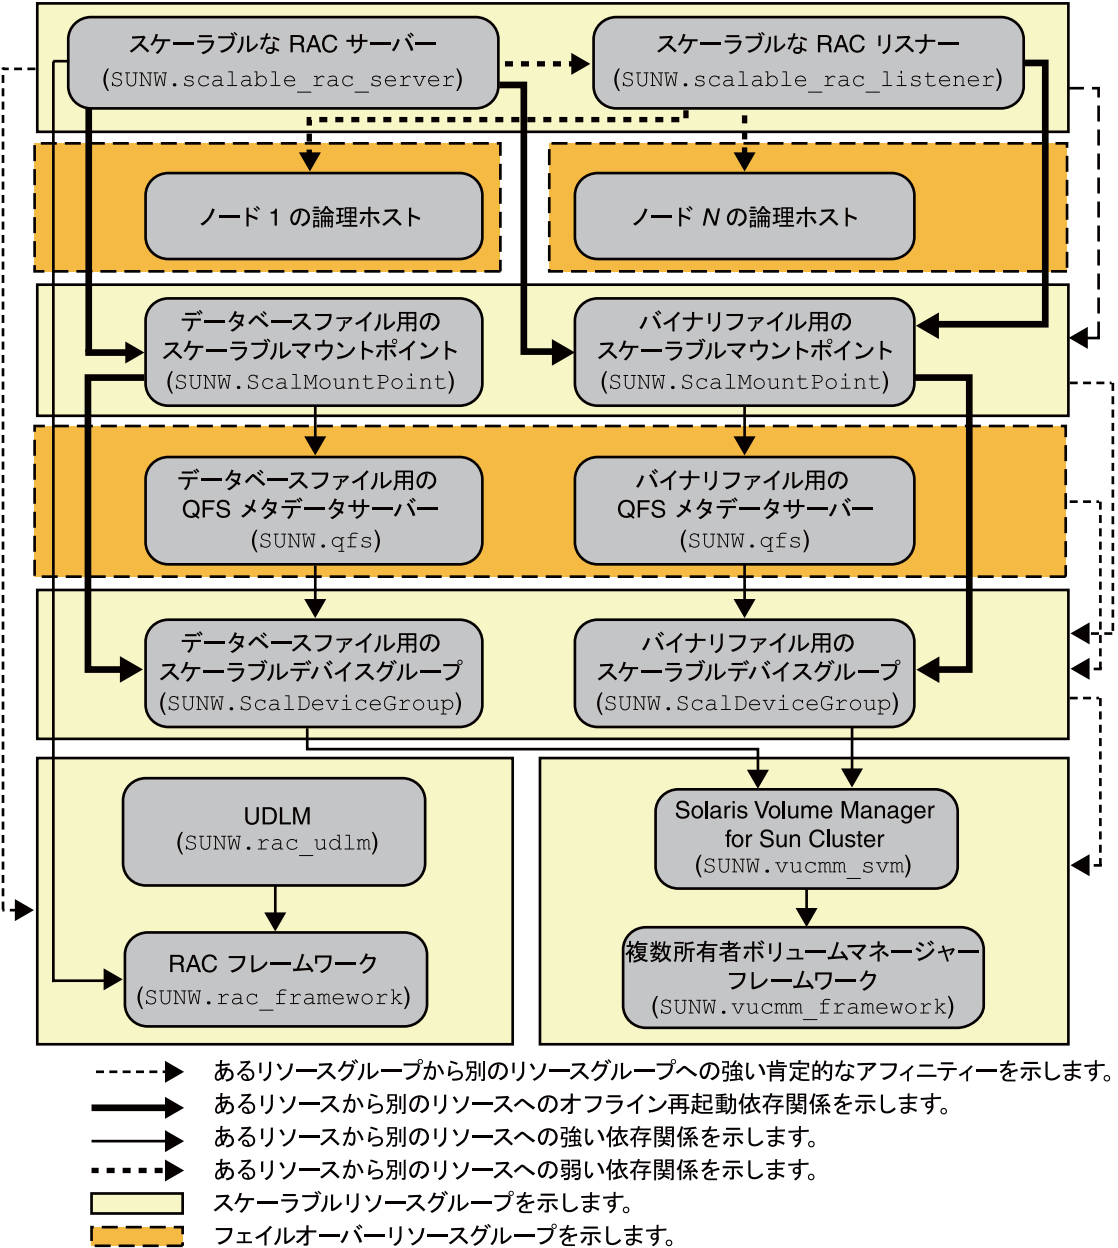 スケーラブルな RAC サーバー
(SUNW.scalable_rac_server)
スケーラブルな RAC リスナー
(SUNW.scalable_rac_listener)
ノード 1 の論理ホスト
ノード N の論理ホスト
データベースファイル用の
スケーラブルマウントポイント
(SUNW.ScalMountPoint)
バイナリファイル用の
スケーラブルマウントポイント
(SUNW.ScalMountPoint)
データベースファイル用の
QFS メタデータサーバー
(SUNW.qfs)
バイナリファイル用の
QFS メタデータサーバー
(SUNW.qfs)
データベースファイル用の
スケーラブルデバイスグループ
(SUNW.ScalDeviceGroup)
バイナリファイル用の
スケーラブルデバイスグループ
(SUNW.ScalDeviceGroup)
UDLM
(SUNW.rac_udlm)
RAC フレームワーク
(SUNW.rac_framework)
Solaris Volume Manager
for Sun Cluster
(SUNW.vucmm_svm)
複数所有者ボリュームマネージャー
フレームワーク
(SUNW.vucmm_framework)
あるリソースグループから別のリソースグループへの強い肯定的なアフィニティーを示します。
あるリソースから別のリソースへのオフライン再起動依存関係を示します。
あるリソースから別のリソースへの強い依存関係を示します。
あるリソースから別のリソースへの弱い依存関係を示します。
スケーラブルリソースグループを示します。
フェイルオーバーリソースグループを示します。